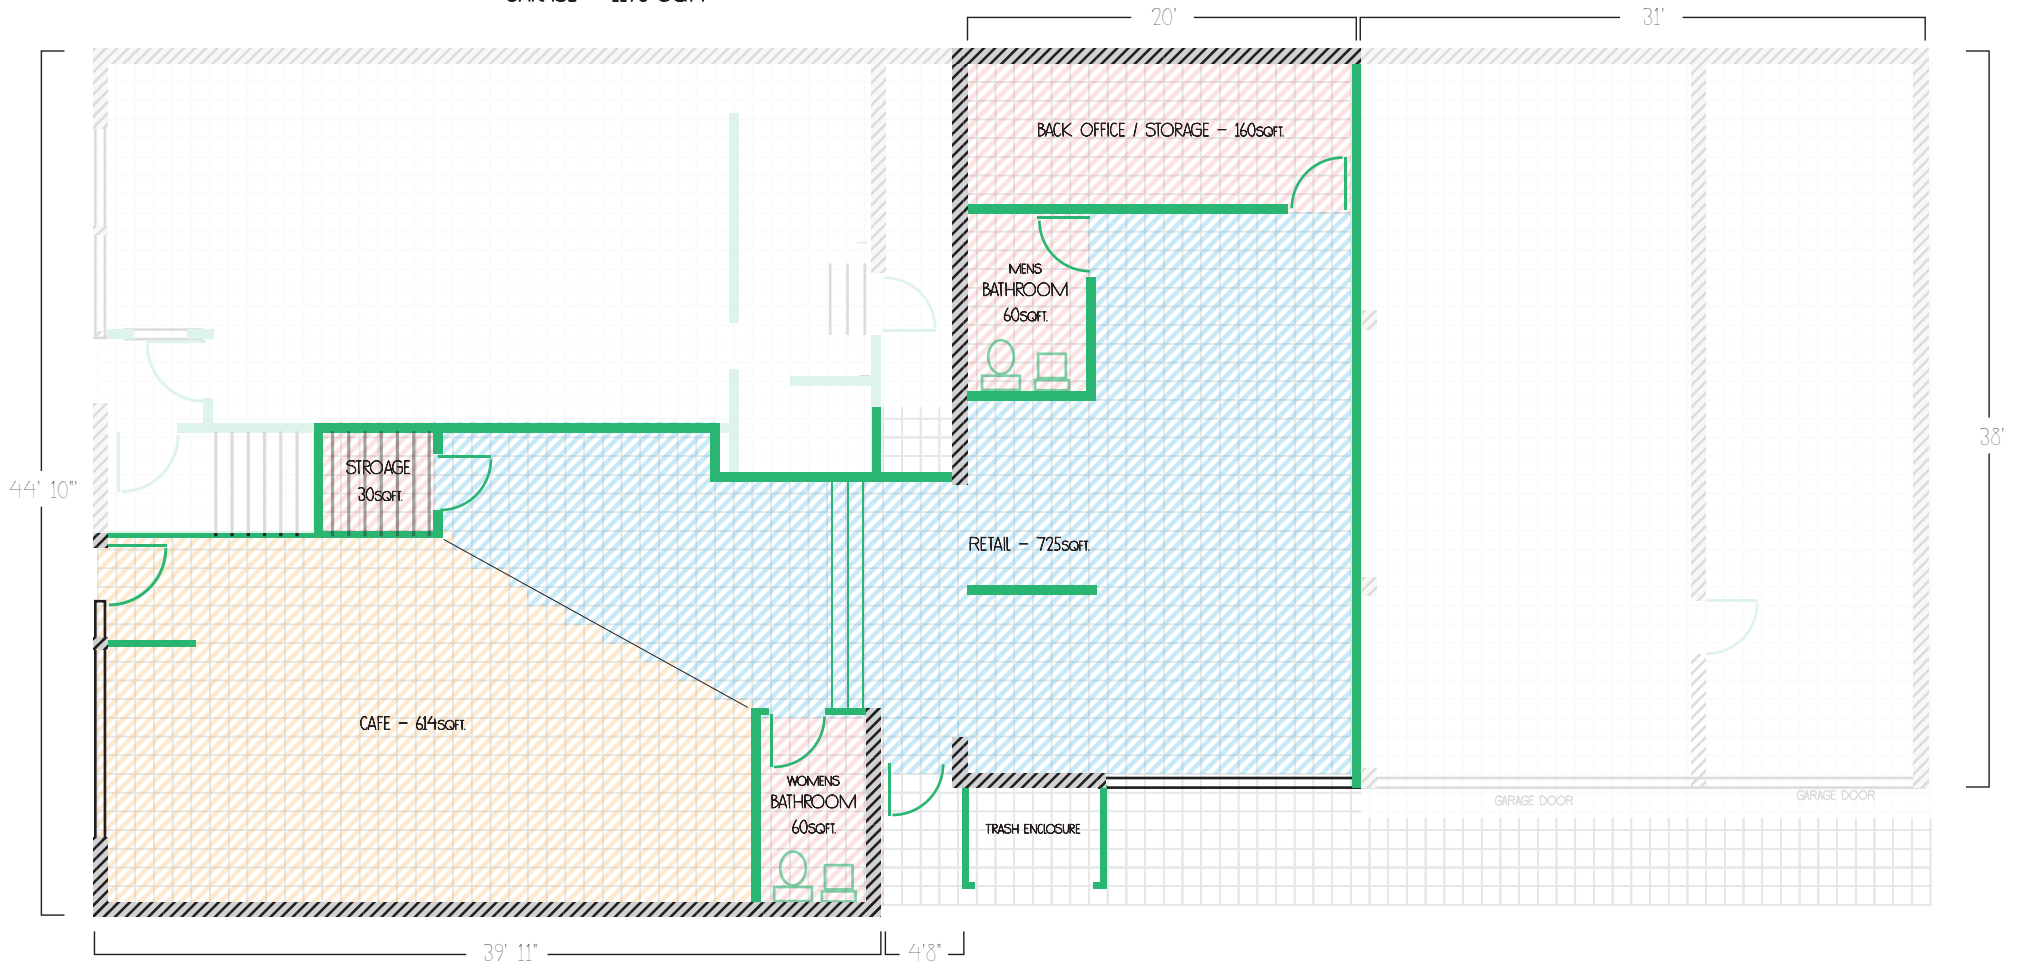 20'
31'
BACK OFFICE / STORAGE - 160SQFT.
MENS
BATHROOM
60SQFT.
38'
STROAGE
30SQFT.
44' 10"'
RETAIL - 725SQFT.
CAFE - 614SQFT.
WOMENS
BATHROOM
60SQFT.
TRASH ENCLOSURE
GARAGE DOOR
GARAGE DOOR
39' 11"
4'8"